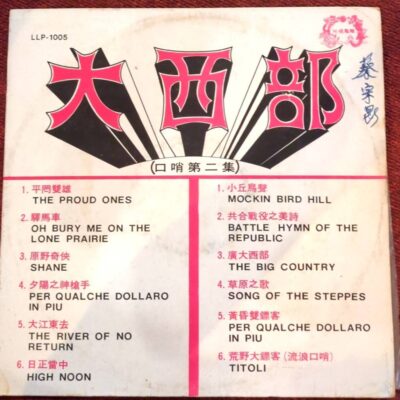 LLP-1005
大西部
(口哨第二集)
1. 平岡雙雄
THE PROUD ONES
2. 驛馬車
OH BURY ME ON THE
LONE PRAIRIE
3. 原野奇俠
SHANE
4. 夕陽之神槍手
PER QUALCHE DOLLARO
IN PIU
5. 大江東去
THE RIVER OF NO
RETURN
6. 日正當中
HIGH NOON
1. 小丘鳥聲
MOCKIN BIRD HILL
2. 共合戰役之美詩
BATTLE HYMN OF THE
REPUBLIC
3. 廣大西部
THE BIG COUNTRY
4. 草原之歌
SONG OF THE STEPPES
5. 黃昏雙鏢客
PER QUALCHE DOLLARO
IN PIU
6. 荒野大鏢客 (流浪口哨)
TITOLI